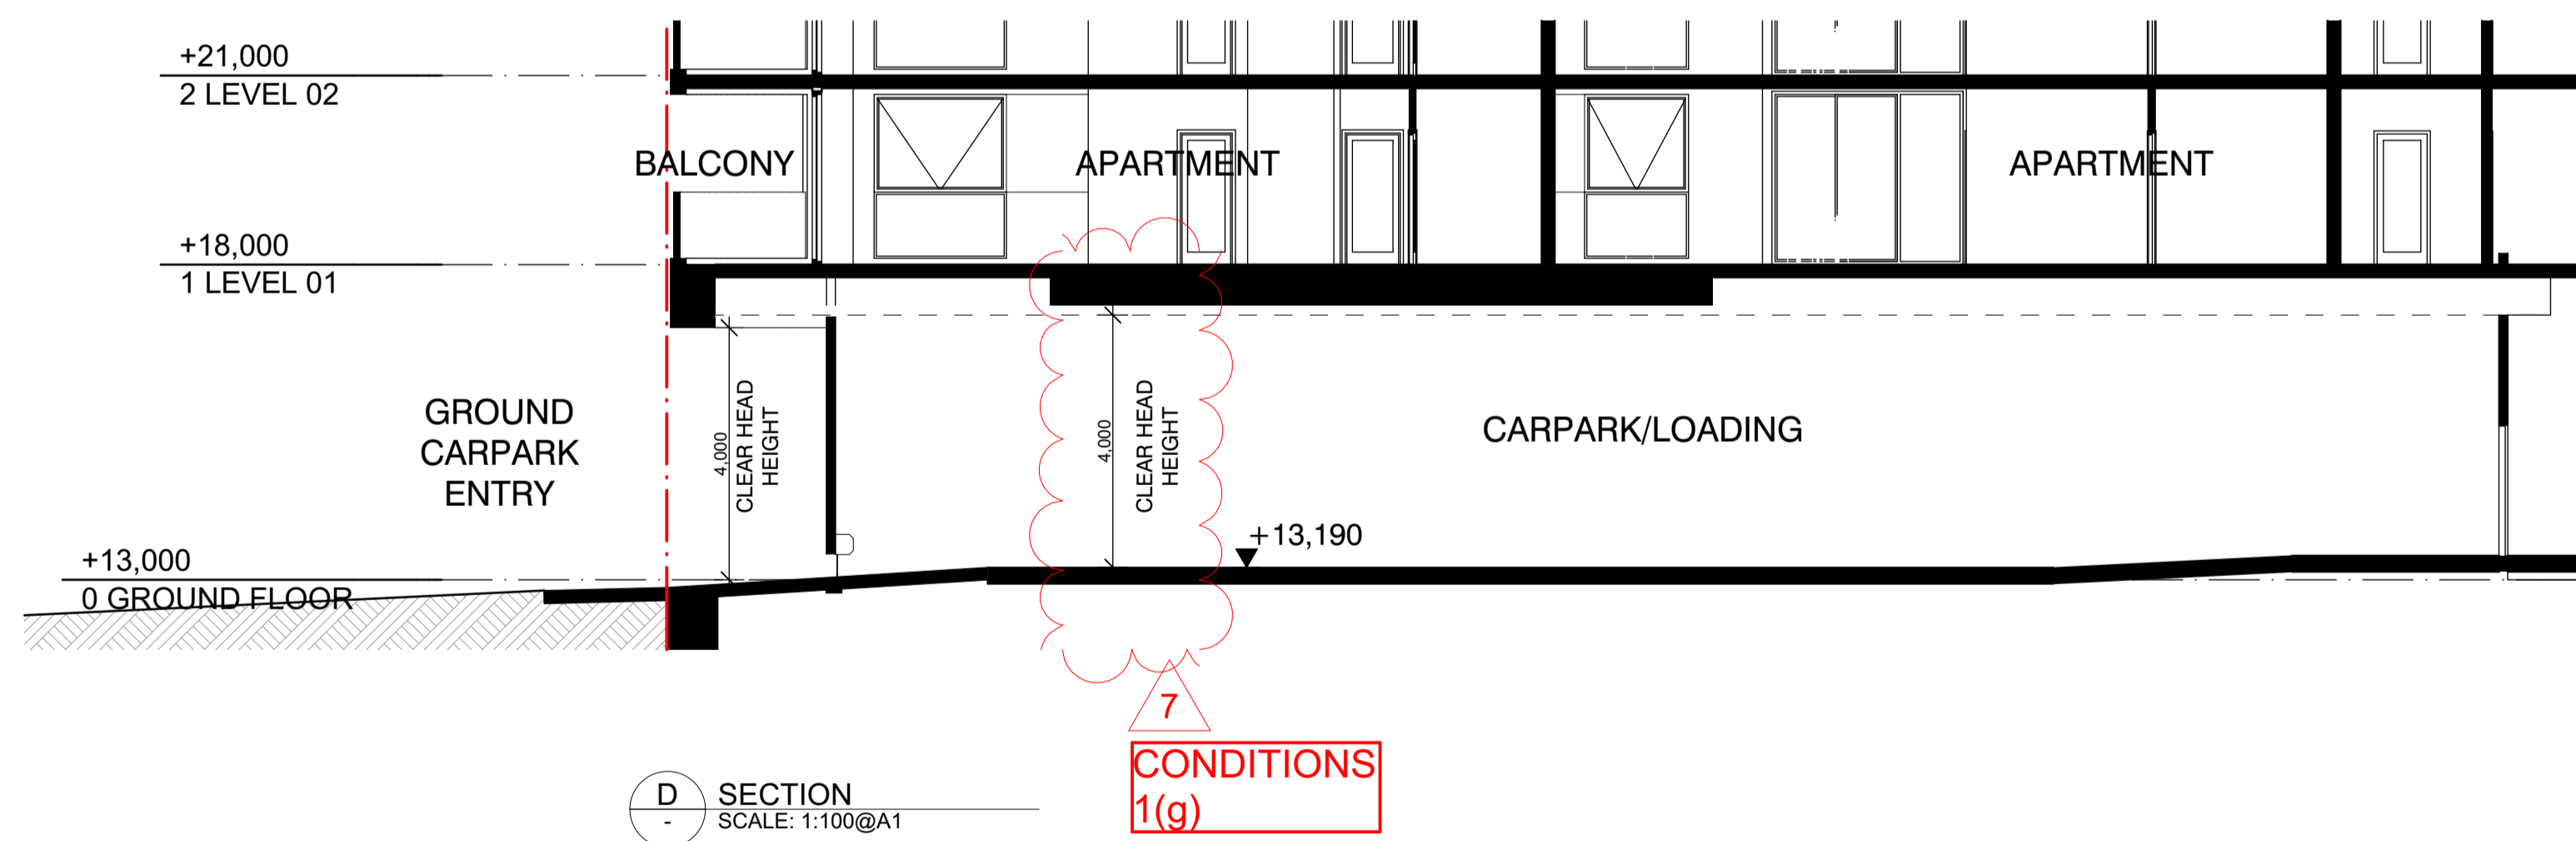 +21,000
2 LEVEL 02
BALCONY
APARTMENT
APARTMENT
+18,000
1 LEVEL 01
GROUND
CARPARK
ENTRY
4,000
CLEAR HEAD
HEIGHT
4,000
CLEAR HEAD
HEIGHT
CARPARK/LOADING
+13,190
+13,000
0 GROUND FLOOR
7
CONDITIONS
1(g)
D
-
SECTION
SCALE: 1:100@A1